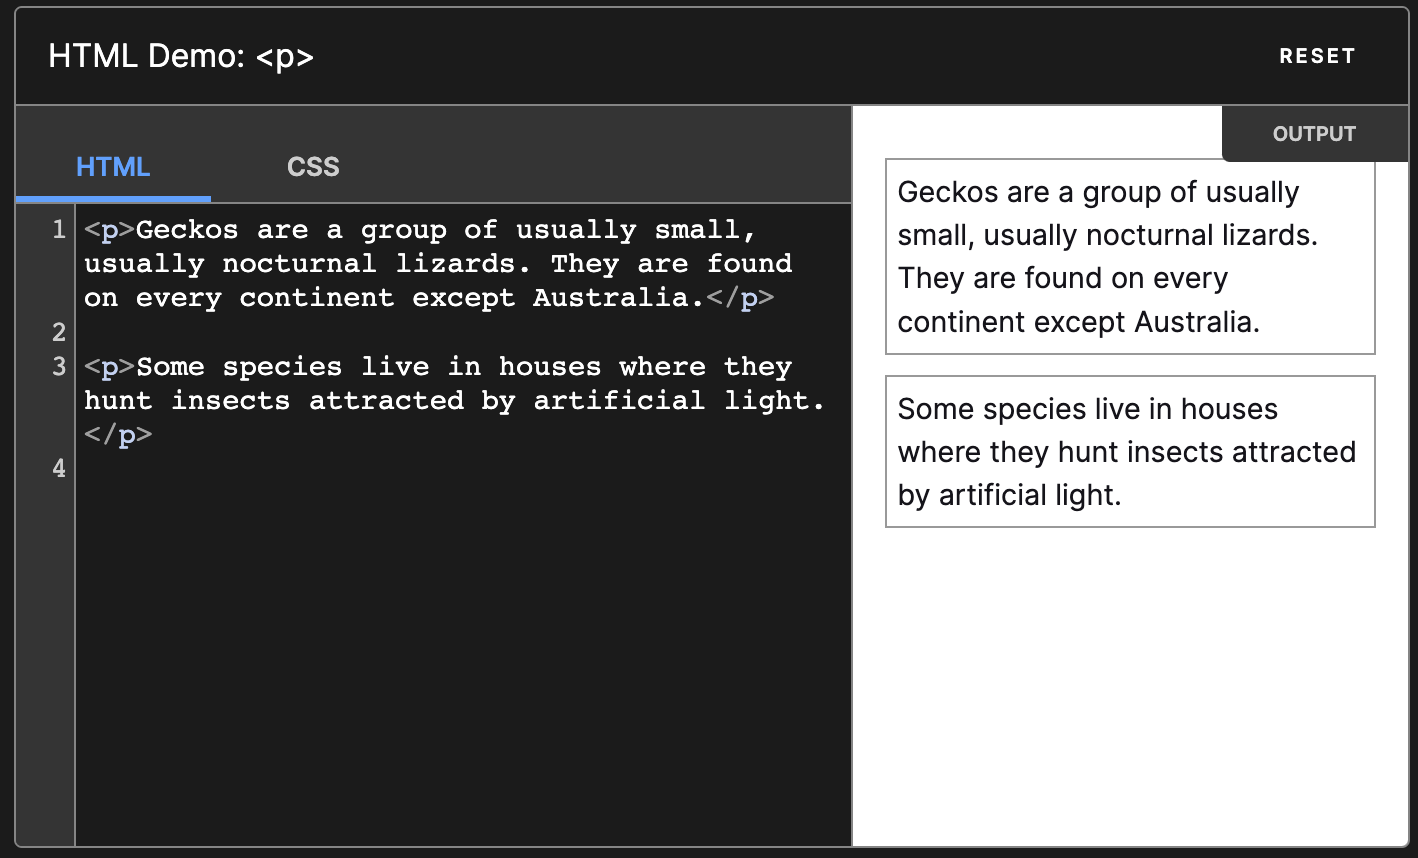 HTML Demo: <p>
RESET
HTML
CSS
1 <p>Geckos are a group of usually small,
usually nocturnal lizards. They are found
on every continent except Australia.</p>
2
3 <p>Some species live in houses where they
hunt insects attracted by artificial light.
</p>
4
OUTPUT
Geckos are a group of usually
small, usually nocturnal lizards.
They are found on every
continent except Australia.
Some species live in houses
where they hunt insects attracted
by artificial light.